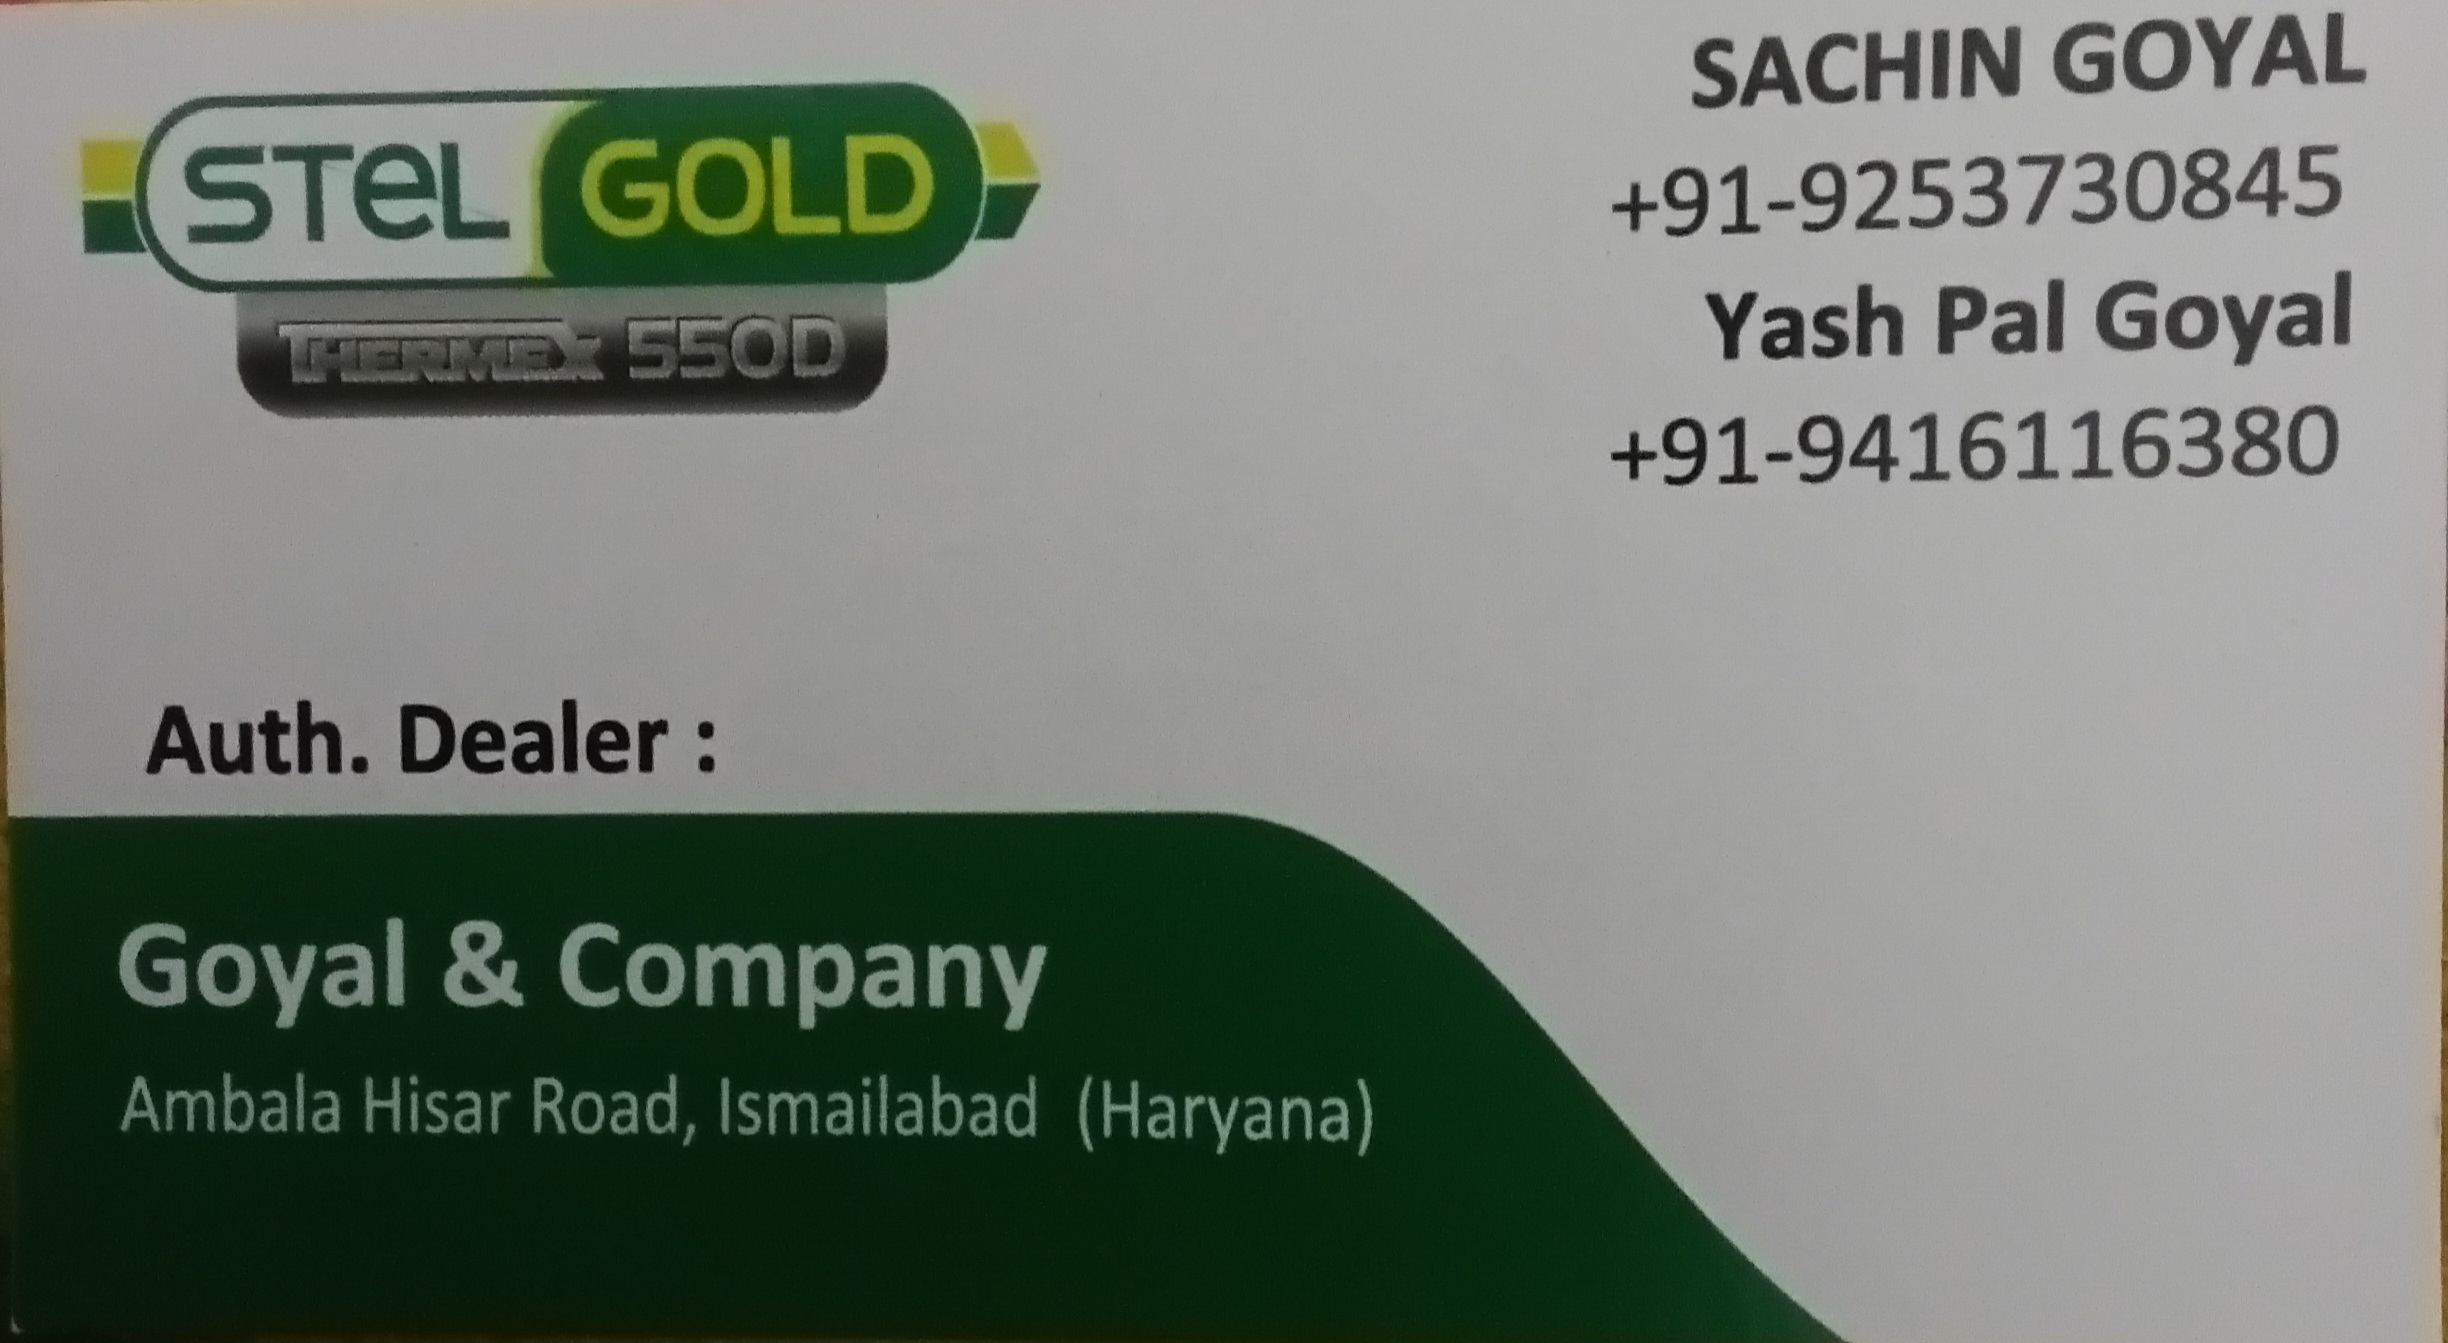 STeL GOLD
THERMEX 550D
SACHIN GOYAL
+91-9253730845
Yash Pal Goyal
+91-9416116380
Auth. Dealer :
Goyal & Company
Ambala Hisar Road, Ismailabad (Haryana)